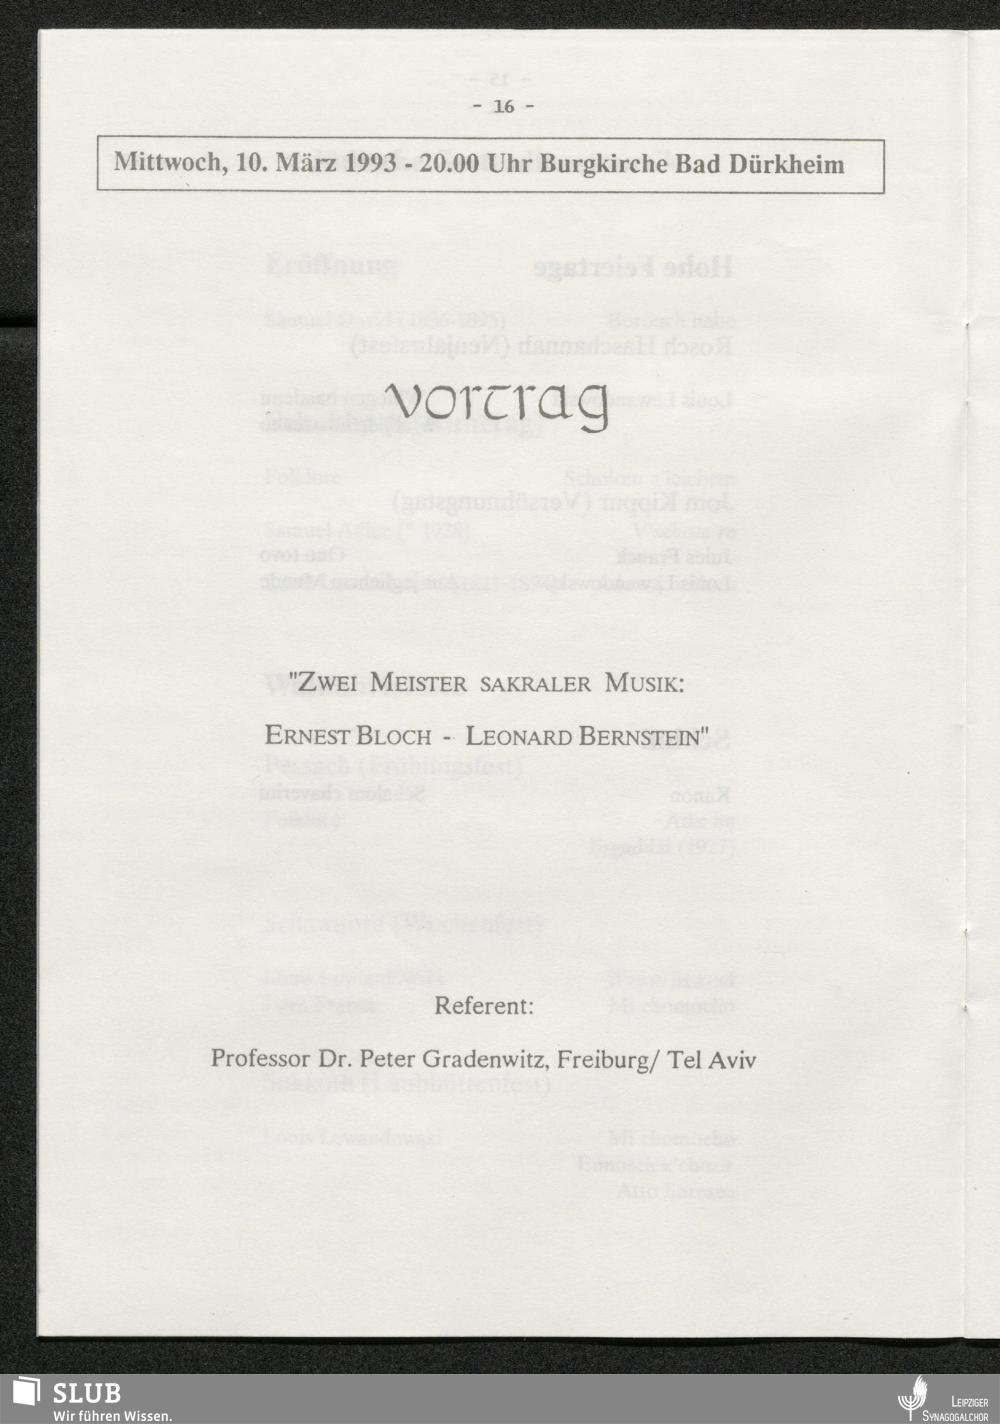 - 16 -
Mittwoch, 10. März 1993 - 20.00 Uhr Burgkirche Bad Dürkheim
vortrag
"ZWEI MEISTER SAKRALER MUSIK:
ERNEST BLOCH - LEONARD BERNSTEIN"
Referent:
Professor Dr. Peter Gradenwitz, Freiburg/ Tel Aviv
SLUB
Wir führen Wissen.
LEIPZIGER
SYNAGOGALCHOR